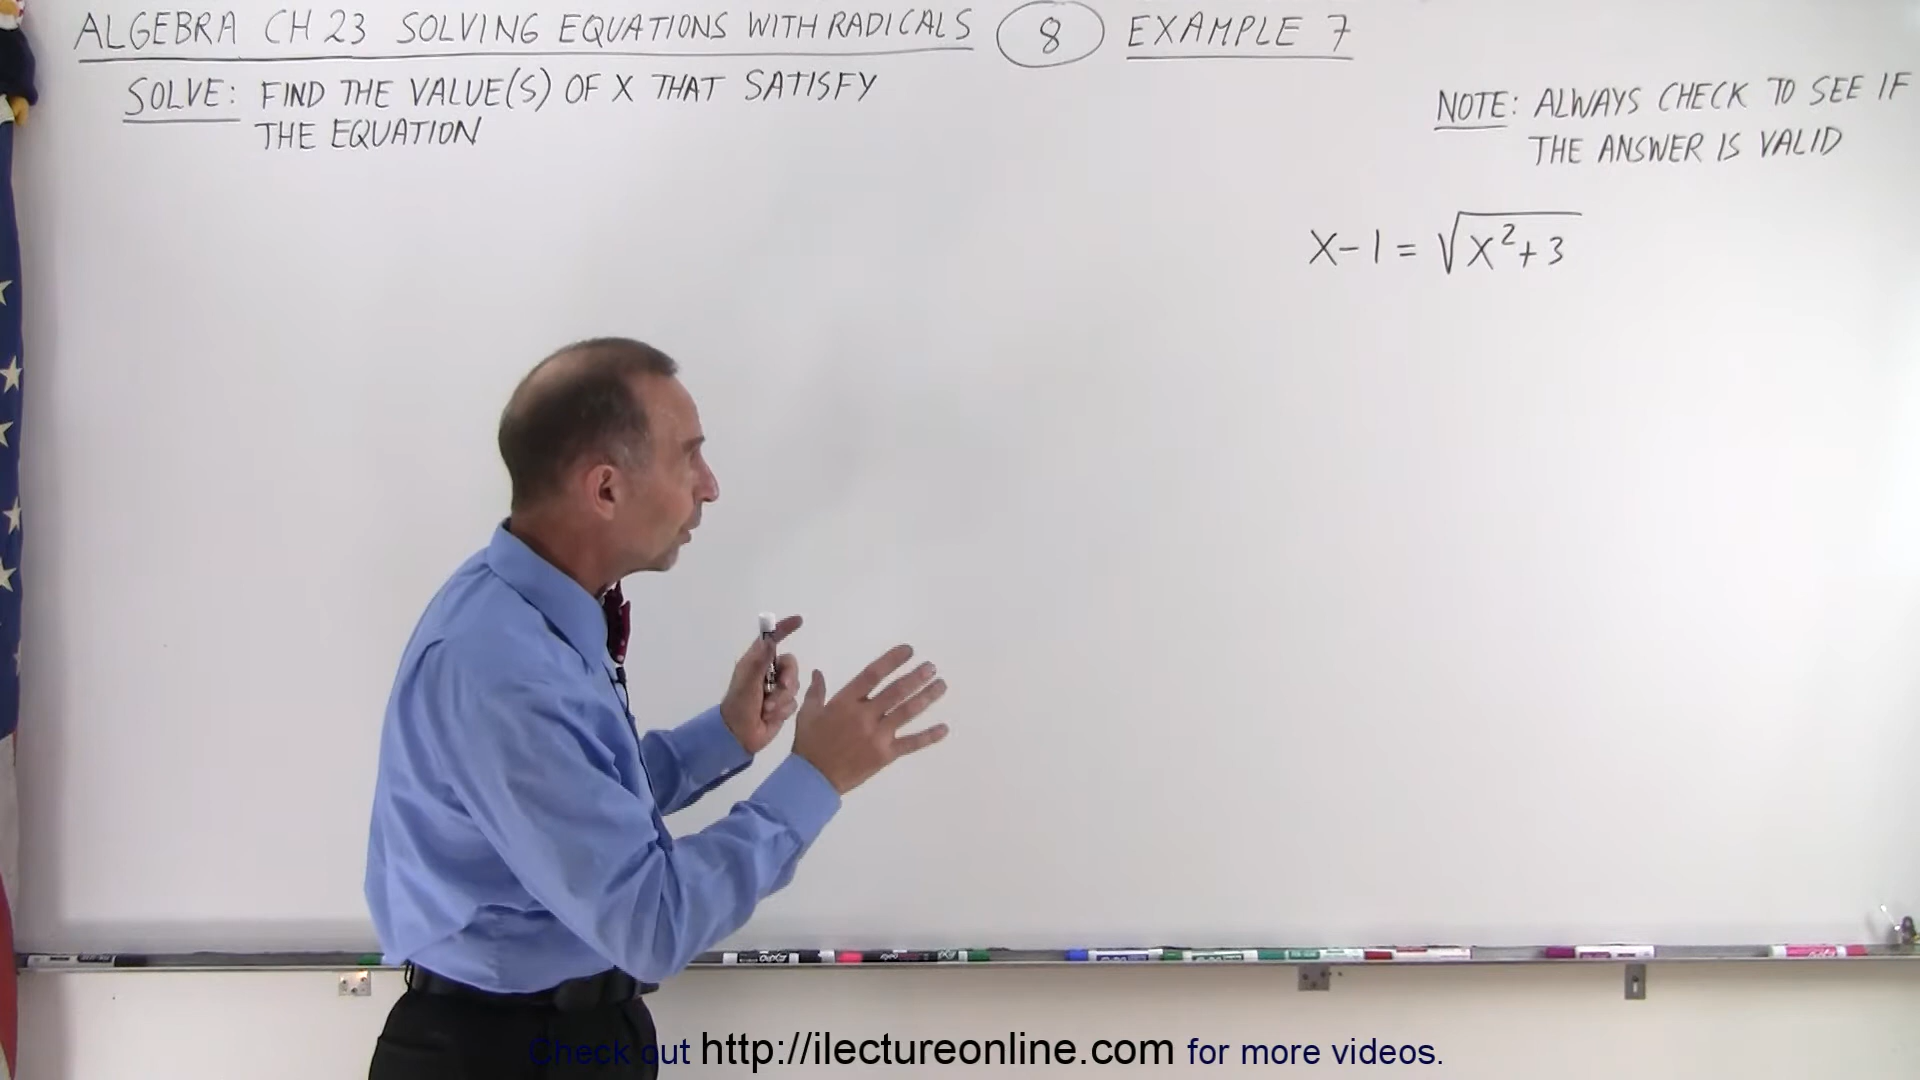 ALGEBRA CH 23 SOLVING EQUATIONS WITH RADICALS 8 EXAMPLE 7
SOLVE: FIND THE VALUE(S) OF X THAT SATISFY
THE EQUATION
NOTE: ALWAYS CHECK TO SEE IF
THE ANSWER IS VALID
X-1 = √(X²+3)
Check out http://ilectureonline.com for more videos.